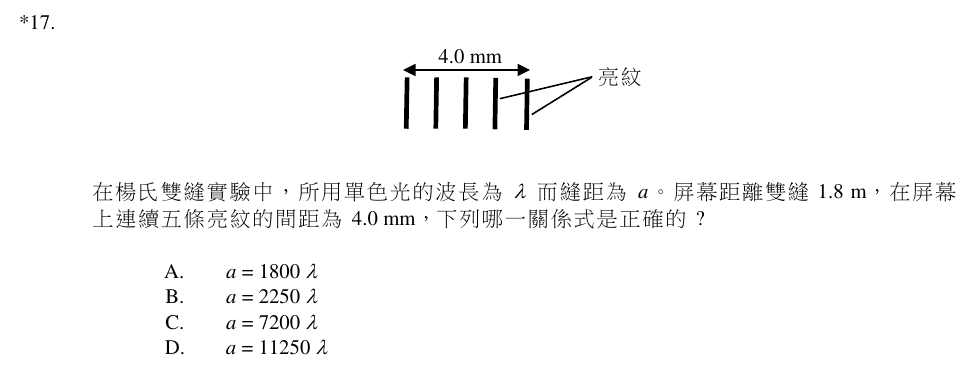 *17.
4.0 mm
亮紋
在楊氏雙縫實驗中，所用單色光的波長為 λ 而縫距為 a。屏幕距離雙縫 1.8 m，在屏幕
上連續五條亮紋的間距為 4.0 mm，下列哪一關係式是正確的？
A. a = 1800 λ
B. a = 2250 λ
C. a = 7200 λ
D. a = 11250 λ